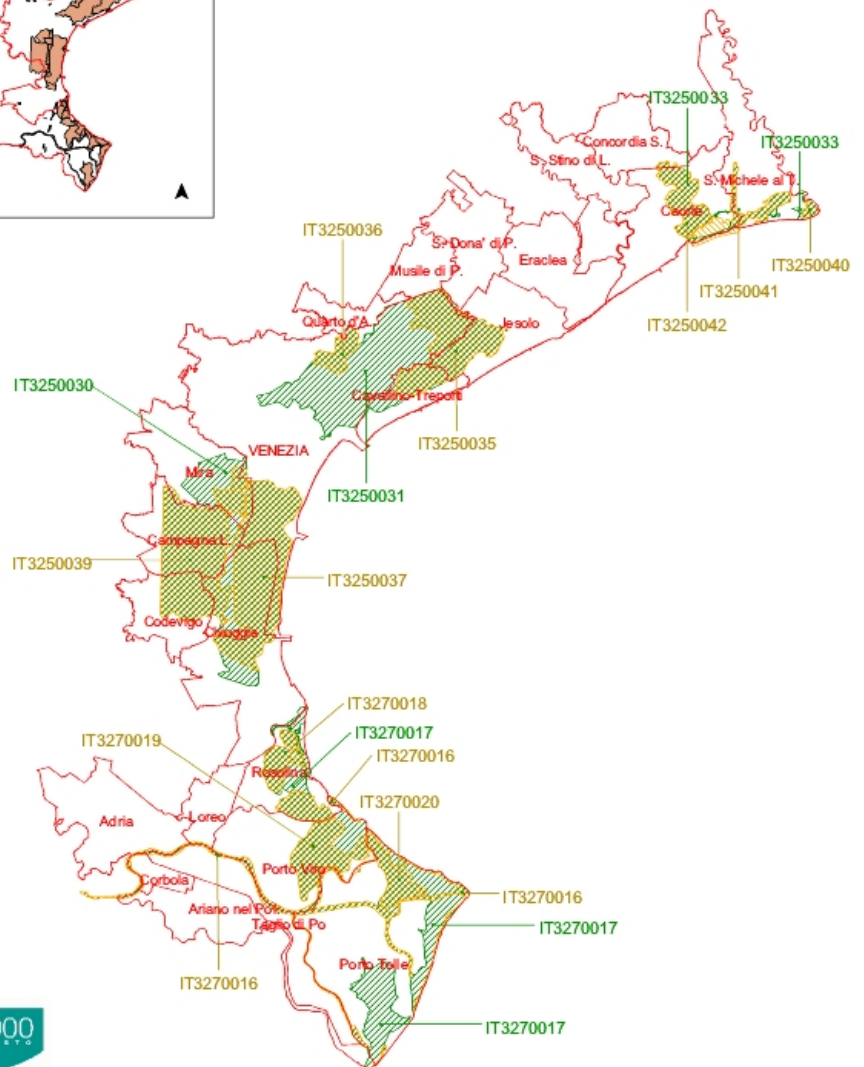 IT3250033
Concordia S.
IT3250033
S. Stino di L.
S. Michele al T.
Caorle
IT3250036
S. Dona' di P.
Eraclea
IT3250040
Musile di P.
IT3250041
Quarto d'A.
Jesolo
IT3250042
IT3250030
Cavallino-Treporti
IT3250035
VENEZIA
Mira
IT3250031
Campagna L.
IT3250039
IT3250037
Codevigo
Chioggia
IT3270018
IT3270017
IT3270019
IT3270016
Rosolina
IT3270020
Adria
Loreo
Porto Viro
Corbola
IT3270016
Ariano nel Po
Taglio di Po
IT3270017
Porto Tolle
IT3270016
IT3270017